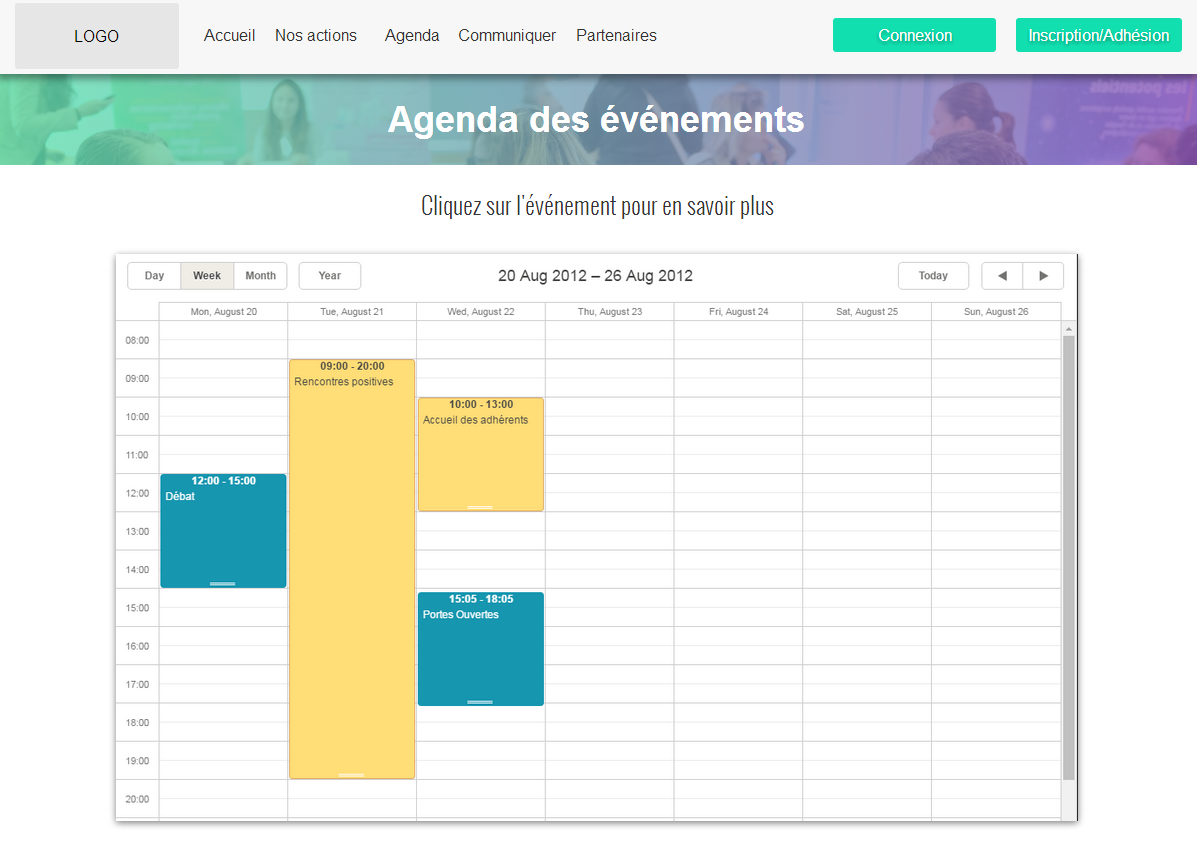 LOGO
Accueil Nos actions Agenda Communiquer Partenaires
Connexion
Inscription/Adhésion
Agenda des événements
Cliquez sur l'événement pour en savoir plus
Day Week Month Year
20 Aug 2012 – 26 Aug 2012
Today
Mon, August 20 Tue, August 21 Wed, August 22 Thu, August 23 Fri, August 24 Sat, August 25 Sun, August 26
08:00
09:00
10:00
11:00
12:00
13:00
14:00
15:00
16:00
17:00
18:00
19:00
20:00
12:00 - 15:00
Débat
09:00 - 20:00
Rencontres positives
10:00 - 13:00
Accueil des adhérents
15:05 - 18:05
Portes Ouvertes